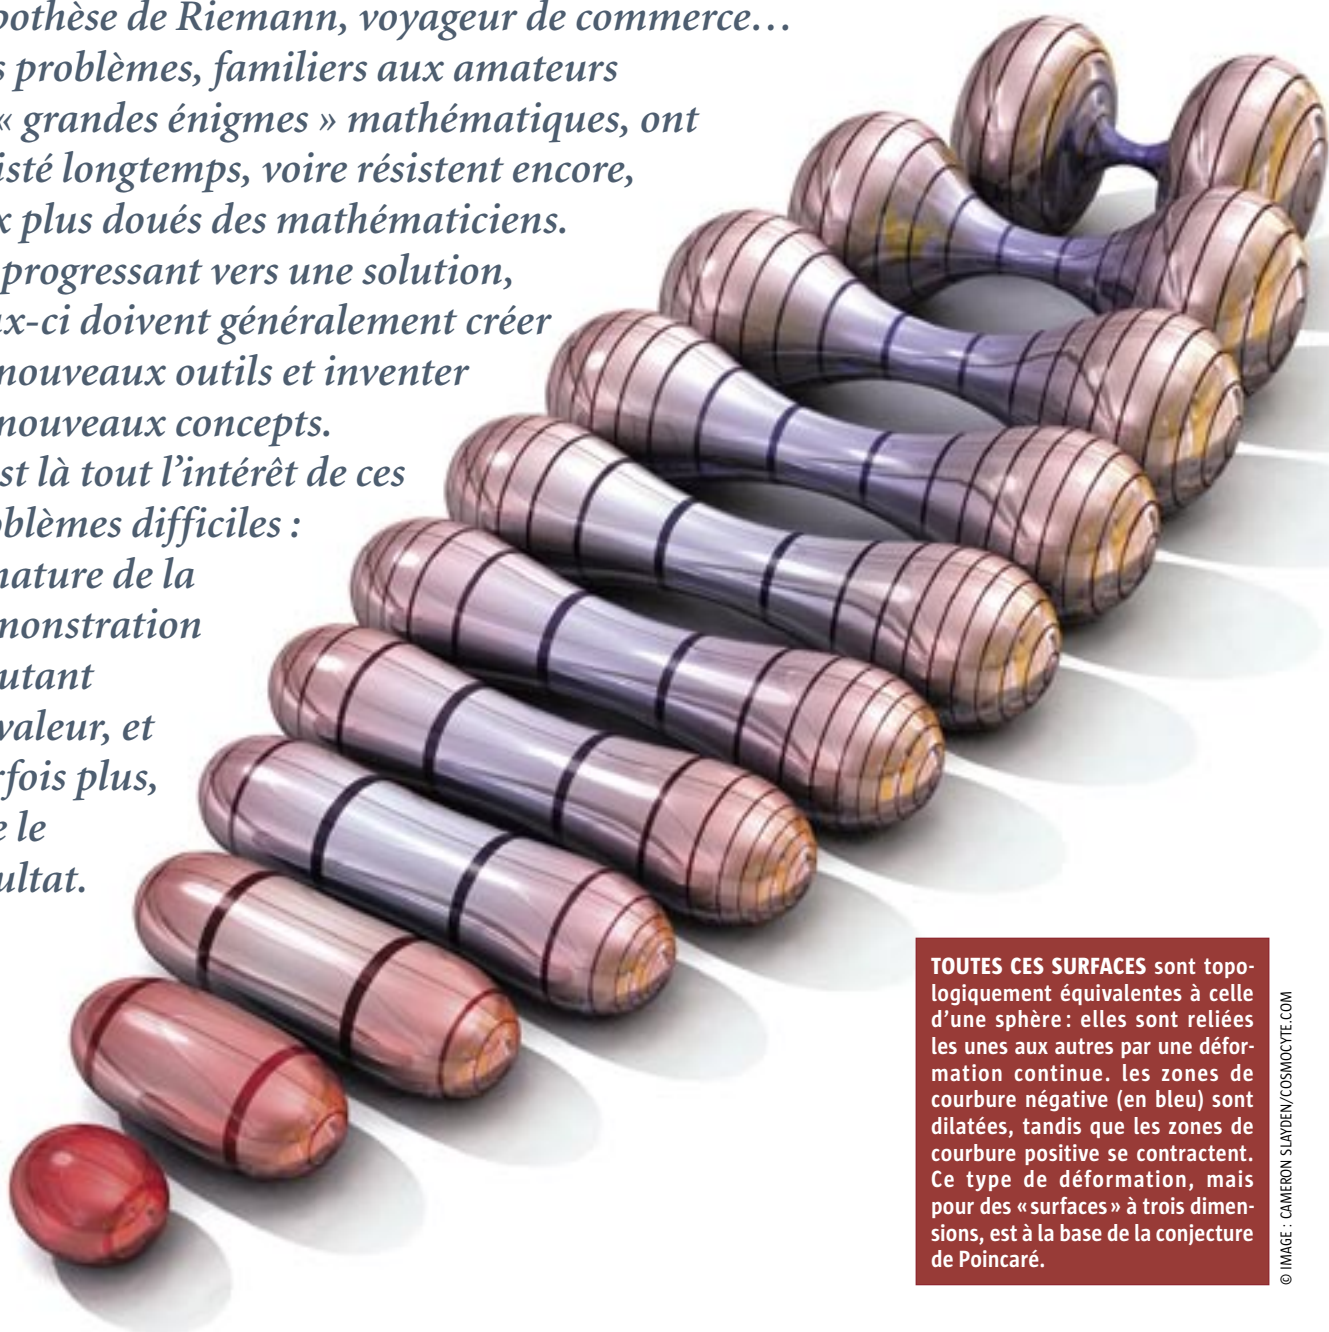 pothèse de Riemann, voyageur de commerce…
s problèmes, familiers aux amateurs
« grandes énigmes » mathématiques, ont
isté longtemps, voire résistent encore,
x plus doués des mathématiciens.
progressant vers une solution,
ux-ci doivent généralement créer
nouveaux outils et inventer
nouveaux concepts.
est là tout l’intérêt de ces
oblèmes difficiles :
nature de la
monstration
utant
valeur, et
rfois plus,
e le
ultat.
TOUTES CES SURFACES sont topo-
logiquement équivalentes à celle
d’une sphère : elles sont reliées
les unes aux autres par une défor-
mation continue. les zones de
courbure négative (en bleu) sont
dilatées, tandis que les zones de
courbure positive se contractent.
Ce type de déformation, mais
pour des « surfaces » à trois dimen-
sions, est à la base de la conjecture
de Poincaré.
© IMAGE : CAMERON SLAYDEN/COSMOCYTE.COM